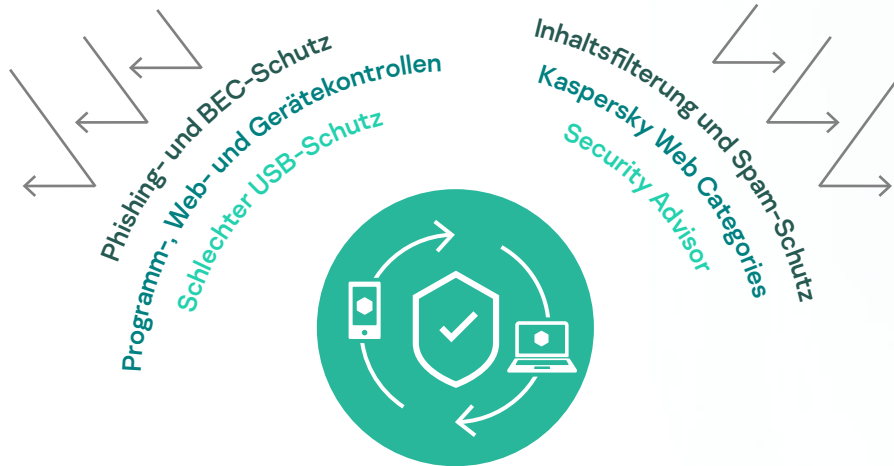 Phishing- und BEC-Schutz
Programm-, Web- und Gerätekontrollen
Schlechter USB-Schutz
Inhaltsfilterung und Spam-Schutz
Kaspersky Web Categories
Security Advisor